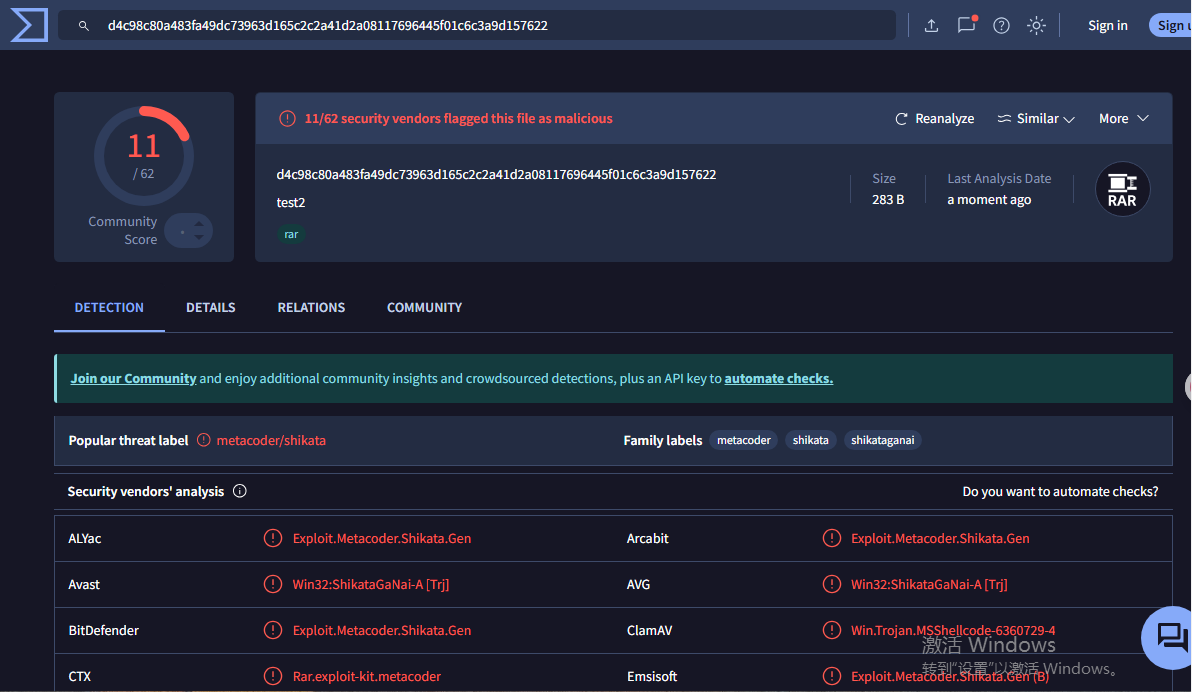 d4c98c80a483fa49dc73963d165c2c2a41d2a08117696445f01c6c3a9d157622
Sign in
Sign u
11
/ 62
Community
Score
11/62 security vendors flagged this file as malicious
Reanalyze
Similar
More
d4c98c80a483fa49dc73963d165c2c2a41d2a08117696445f01c6c3a9d157622
test2
rar
Size
283 B
Last Analysis Date
a moment ago
RAR
DETECTION DETAILS RELATIONS COMMUNITY
Join our Community and enjoy additional community insights and crowdsourced detections, plus an API key to automate checks.
Popular threat label metacoder/shikata
Family labels metacoder shikata shikataganai
Security vendors' analysis
Do you want to automate checks?
ALYac Exploit.Metacoder.Shikata.Gen
Arcabit Exploit.Metacoder.Shikata.Gen
Avast Win32:ShikataGaNai-A [Trj]
AVG Win32:ShikataGaNai-A [Trj]
BitDefender Exploit.Metacoder.Shikata.Gen
ClamAV Win.Trojan.MSShellcode-6360729-4
CTX Rar.exploit-kit.metacoder
Emsisoft Exploit.Metacoder.Shikata.Gen (B)
激活 Windows
转到"设置"以激活 Windows。